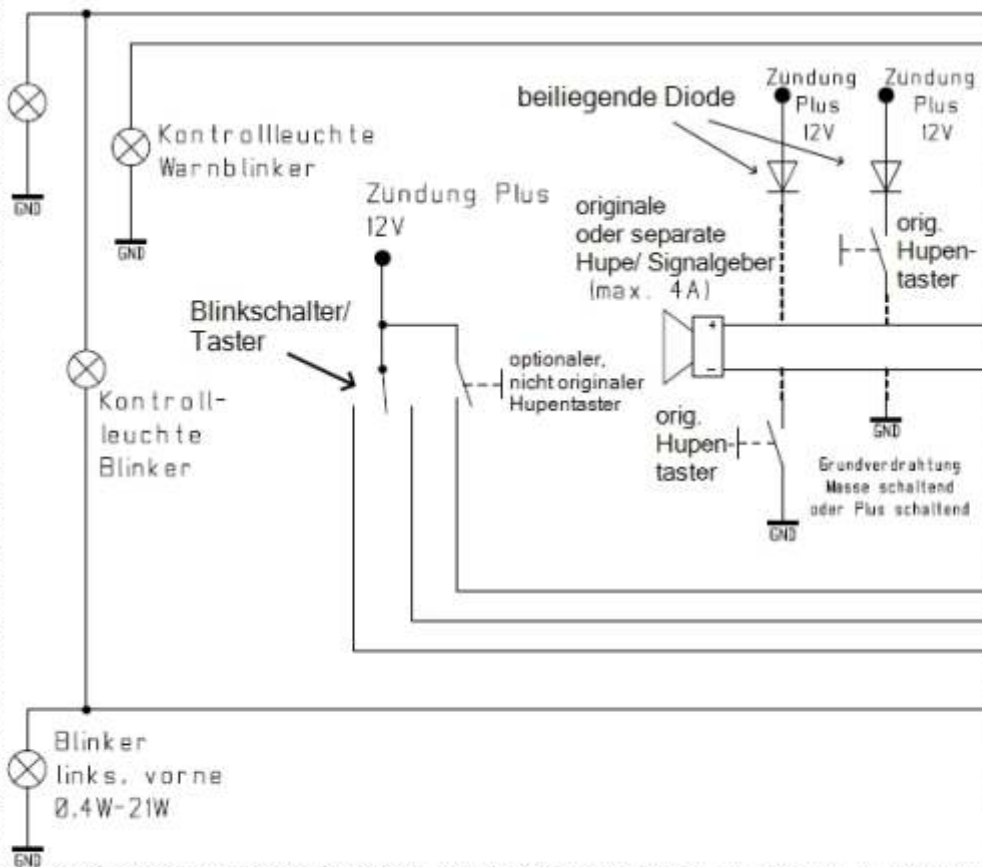 beiliegende Diode
Zündung
Plus
12V
Zündung
Plus
12V
Kontrollleuchte
Warnblinker
GND
GND
Zündung Plus
12V
originale
oder separate
Hupe/ Signalgeber
(max. 4A)
orig.
Hupen-
taster
Blinkschalter/
Taster
+
–
optionaler,
nicht originaler
Hupentaster
Kontroll-
leuchte
Blinker
orig.
Hupen-
taster
GND
Grundverdrahtung
Masse schaltend
oder Plus schaltend
GND
Blinker
links, vorne
0.4W-21W
GND